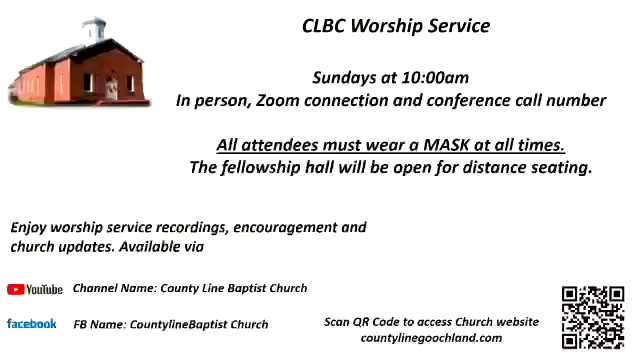 CLBC Worship Service
Sundays at 10:00am
In person, Zoom connection and conference call number
All attendees must wear a MASK at all times.
The fellowship hall will be open for distance seating.
Enjoy worship service recordings, encouragement and
church updates. Available via
YouTube Channel Name: County Line Baptist Church
facebook FB Name: CountylineBaptist Church
Scan QR Code to access Church website
countylinegoochland.com